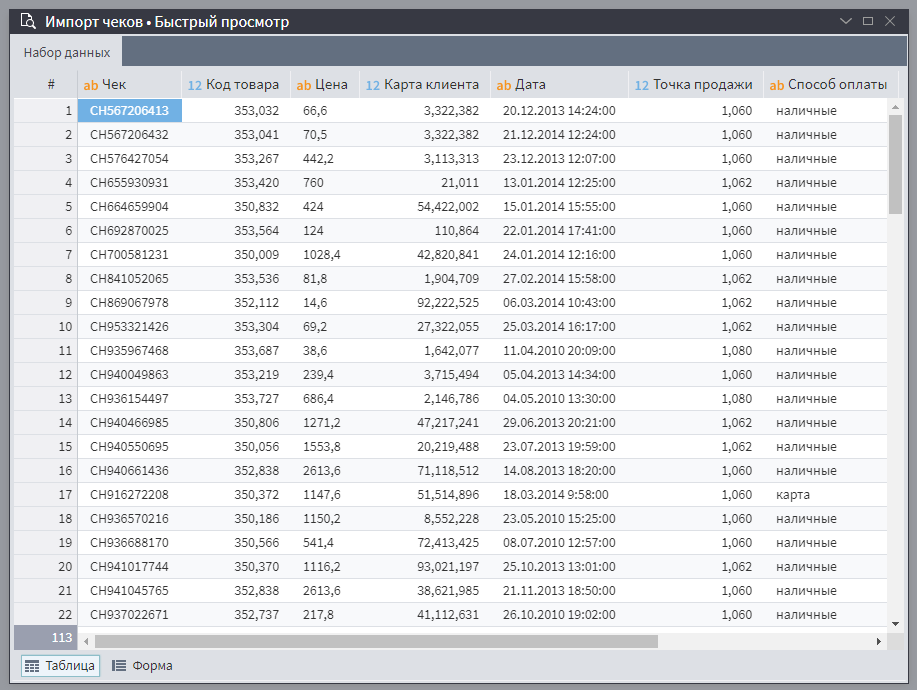 Импорт чеков • Быстрый просмотр
Набор данных
# ab Чек 12 Код товара ab Цена 12 Карта клиента ab Дата 12 Точка продажи ab Способ оплаты
1 CH567206413 353,032 66,6 3,322,382 20.12.2013 14:24:00 1,060 наличные
2 CH567206432 353,041 70,5 3,322,382 21.12.2014 12:24:00 1,060 наличные
3 CH576427054 353,267 442,2 3,113,313 23.12.2013 12:07:00 1,060 наличные
4 CH655930931 353,420 760 21,011 13.01.2014 12:25:00 1,062 наличные
5 CH664659904 350,832 424 54,422,002 15.01.2014 15:55:00 1,060 наличные
6 CH692870025 353,564 124 110,864 22.01.2014 17:41:00 1,060 наличные
7 CH700581231 350,009 1028,4 42,820,841 24.01.2014 12:16:00 1,060 наличные
8 CH841052065 353,536 81,8 1,904,709 27.02.2014 15:58:00 1,062 наличные
9 CH869067978 352,112 14,6 92,222,525 06.03.2014 10:43:00 1,062 наличные
10 CH953321426 353,304 69,2 27,322,055 25.03.2014 16:17:00 1,062 наличные
11 CH935967468 353,687 38,6 1,642,077 11.04.2010 20:09:00 1,080 наличные
12 CH940049863 353,219 239,4 3,715,494 05.04.2013 14:34:00 1,060 наличные
13 CH936154497 353,727 686,4 2,146,786 04.05.2010 13:30:00 1,080 наличные
14 CH940466985 350,806 1271,2 47,217,241 29.06.2013 20:21:00 1,062 наличные
15 CH940550695 350,056 1553,8 20,219,488 23.07.2013 19:59:00 1,062 наличные
16 CH940661436 352,838 2613,6 71,118,512 14.08.2013 18:20:00 1,060 наличные
17 CH916272208 350,372 1147,6 51,514,896 18.03.2014 9:58:00 1,060 карта
18 CH936570216 350,186 1150,2 8,552,228 23.05.2010 15:25:00 1,060 наличные
19 CH936688170 350,566 541,4 72,413,425 08.07.2010 12:57:00 1,060 наличные
20 CH941017744 350,370 1116,2 93,021,197 25.10.2013 13:01:00 1,062 наличные
21 CH941045765 352,838 2613,6 38,621,985 21.11.2013 18:50:00 1,060 наличные
22 CH937022671 352,737 217,8 41,112,631 26.10.2010 19:02:00 1,060 наличные
113
Таблица Форма